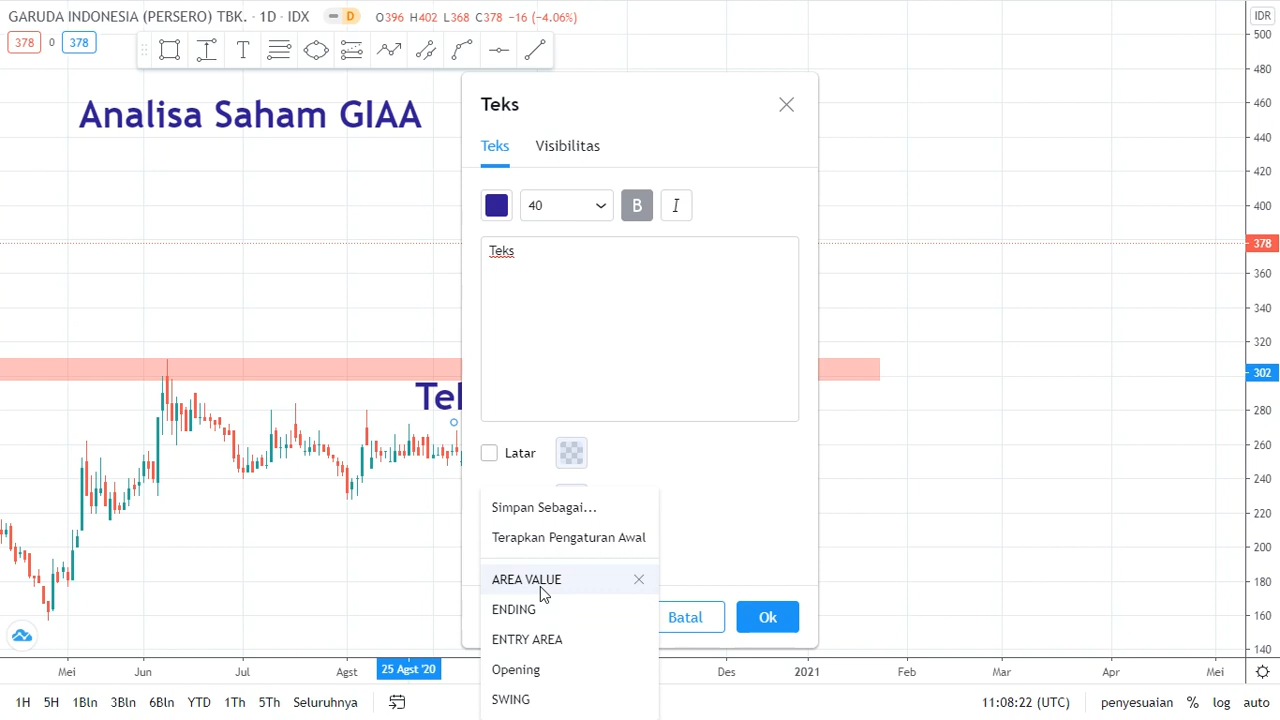 GARUDA INDONESIA (PERSERO) TBK. · 1D · IDX
D
O396 H402 L368 C378 −16 (−4.06%)
IDR
378 0 378
T
Analisa Saham GIAA
Teks
Teks Visibilitas
40
B
I
Teks
Latar
Simpan Sebagai...
Terapkan Pengaturan Awal
AREA VALUE
ENDING
ENTRY AREA
Opening
SWING
Batal
Ok
500
480
460
440
420
400
378
360
340
320
302
280
260
240
220
200
180
160
140
Mei Jun Jul Agst 25 Agst '20 Des 2021 Feb Mar Apr Mei
1H 5H 1Bln 3Bln 6Bln YTD 1Th 5Th Seluruhnya 11:08:22 (UTC) penyesuaian % log auto